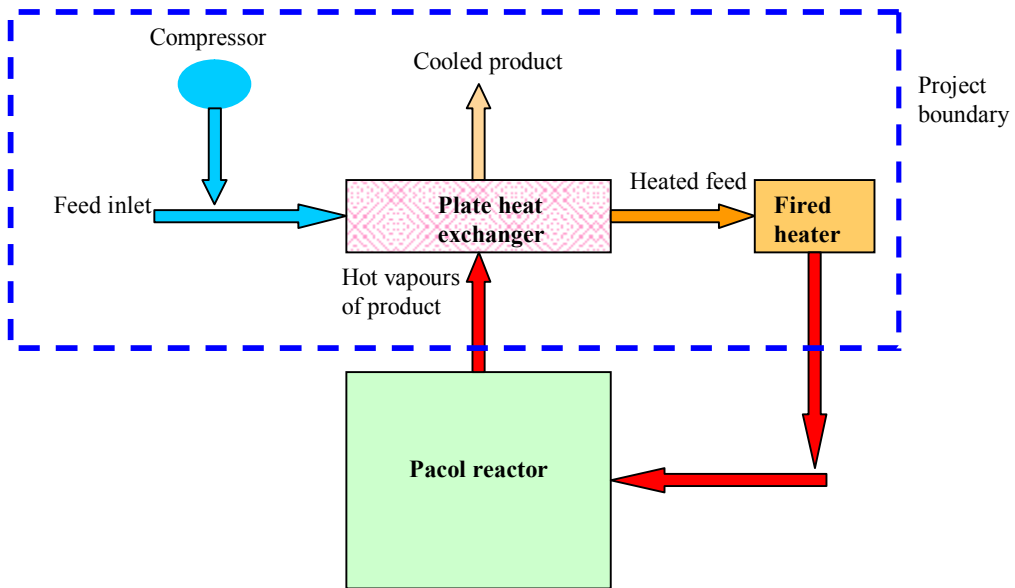 Compressor
Cooled product
Project
boundary
Feed inlet
Plate heat
exchanger
Heated feed
Fired
heater
Hot vapours
of product
Pacol reactor